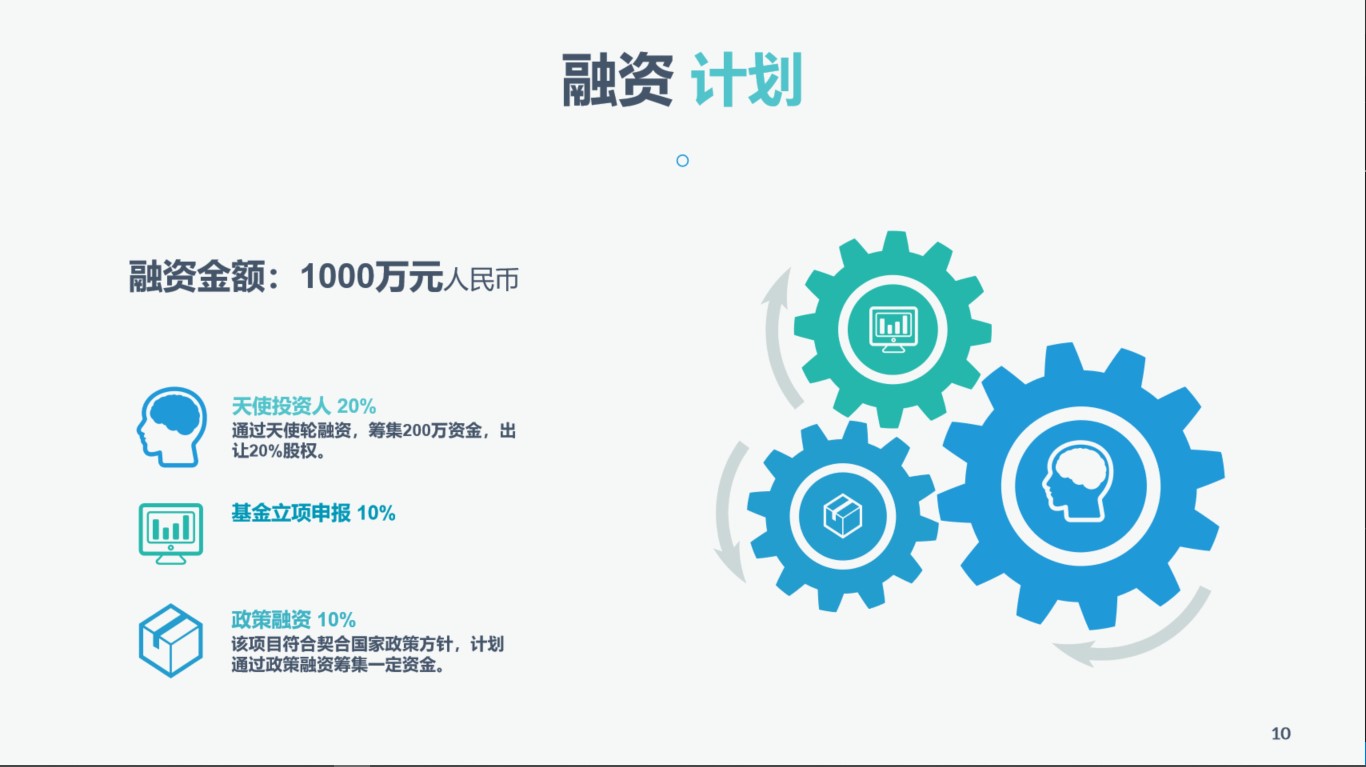 融资 计划
融资金额：1000万元人民币
天使投资人 20%
通过天使轮融资，筹集200万资金，出
让20%股权。
基金立项申报 10%
政策融资 10%
该项目符合契合国家政策方针，计划
通过政策融资筹集一定资金。
10